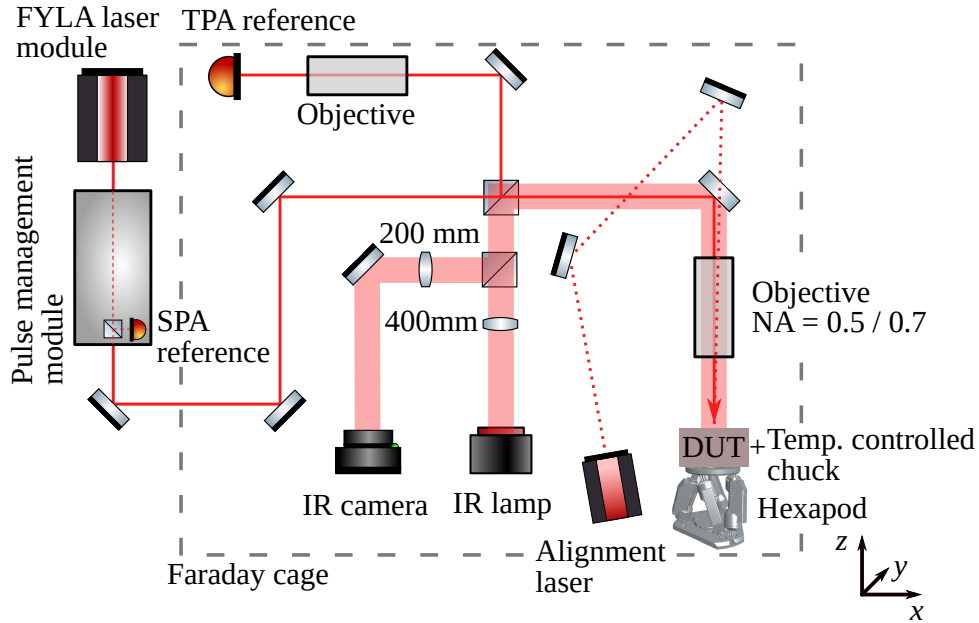 FYLA laser
module
TPA reference
Objective
Pulse management
module
SPA
reference
200 mm
400mm
Objective
NA = 0.5 / 0.7
DUT
+Temp. controlled
chuck
Hexapod
IR camera
IR lamp
Alignment
laser
Faraday cage
z
y
x